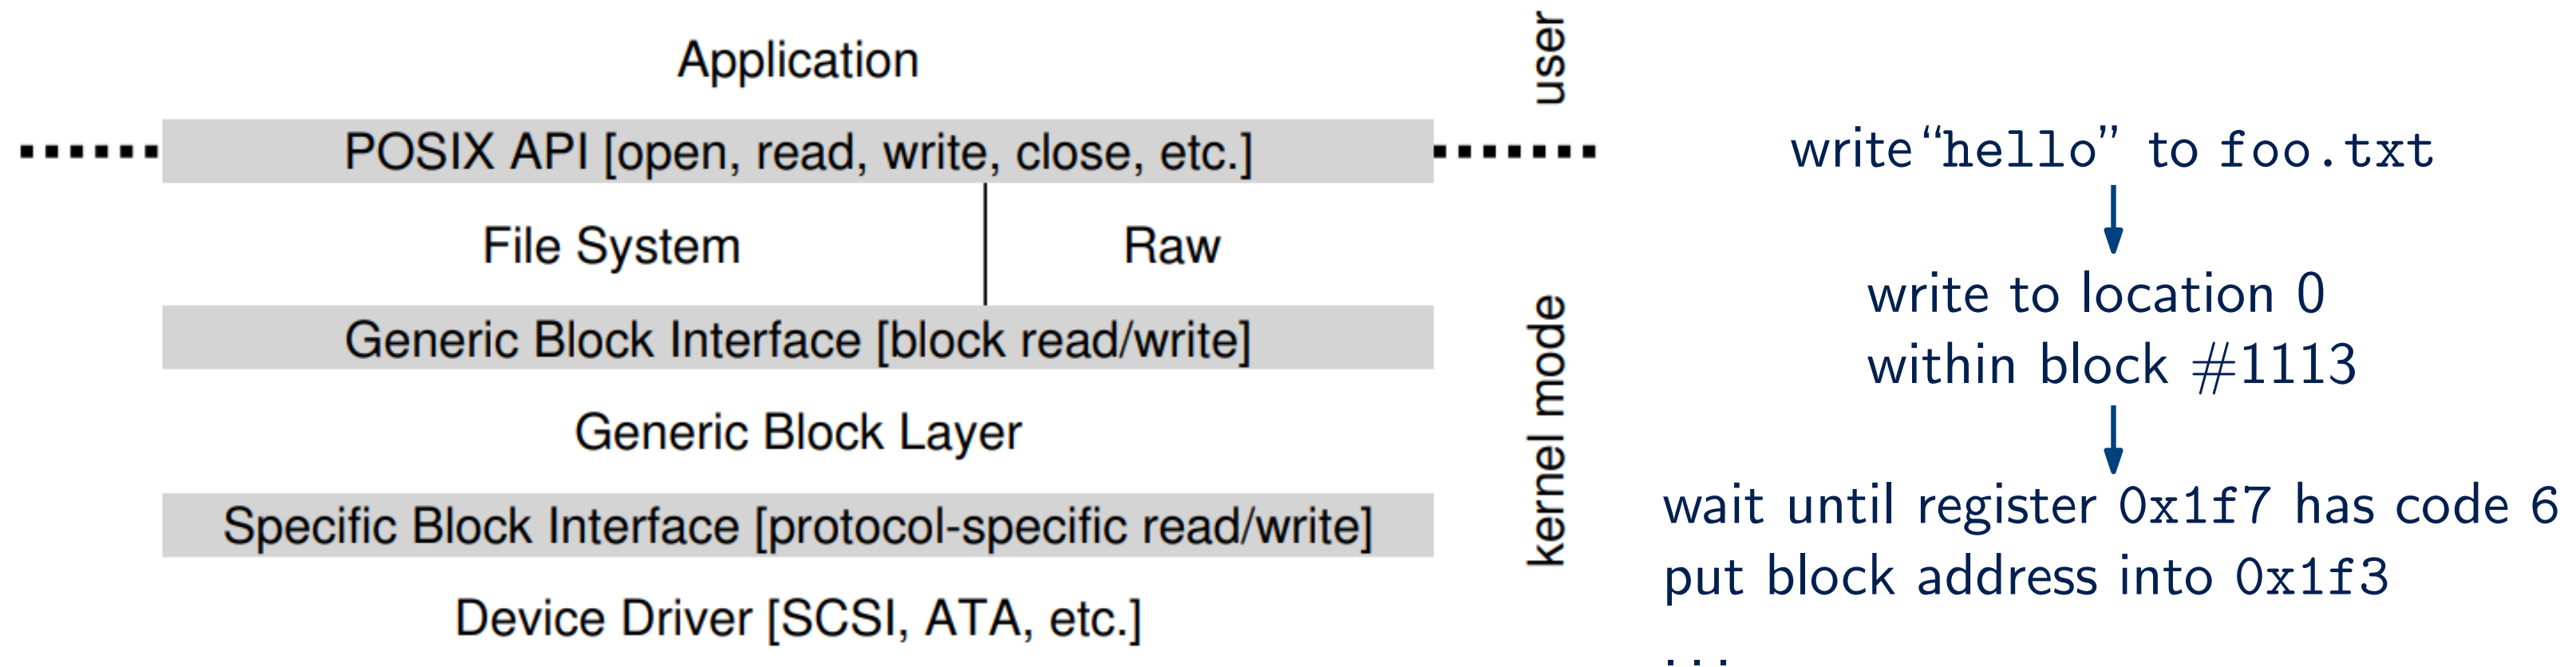 Application
user
POSIX API [open, read, write, close, etc.]
File System
Raw
Generic Block Interface [block read/write]
Generic Block Layer
kernel mode
Specific Block Interface [protocol-specific read/write]
Device Driver [SCSI, ATA, etc.]
write“hello” to foo.txt
write to location 0
within block #1113
wait until register 0x1f7 has code 6
put block address into 0x1f3
...